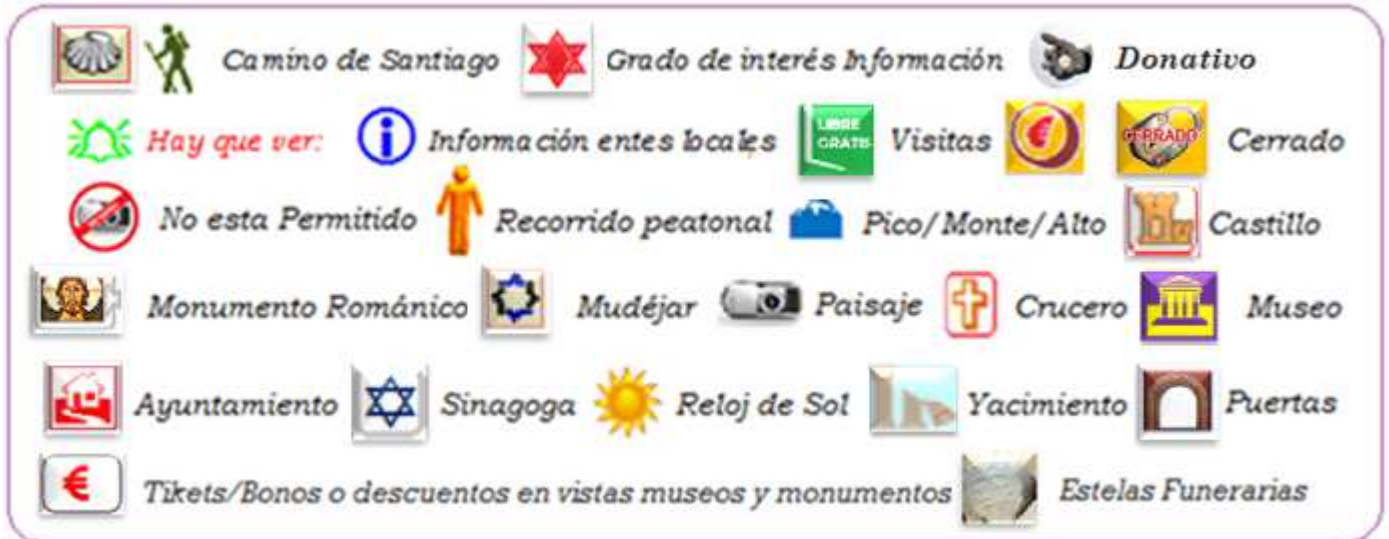 Camino de Santiago Grado de interés Información Donativo
Hay que ver: i Información entes locales LIBRE GRATIS Visitas € CERRADO Cerrado
No esta Permitido Recorrido peatonal Pico/Monte/Alto Castillo
Monumento Románico Mudéjar Paisaje Crucero Museo
Ayuntamiento Sinagoga Reloj de Sol Yacimiento Puertas
€ Tikets/Bonos o descuentos en vistas museos y monumentos Estelas Funerarias